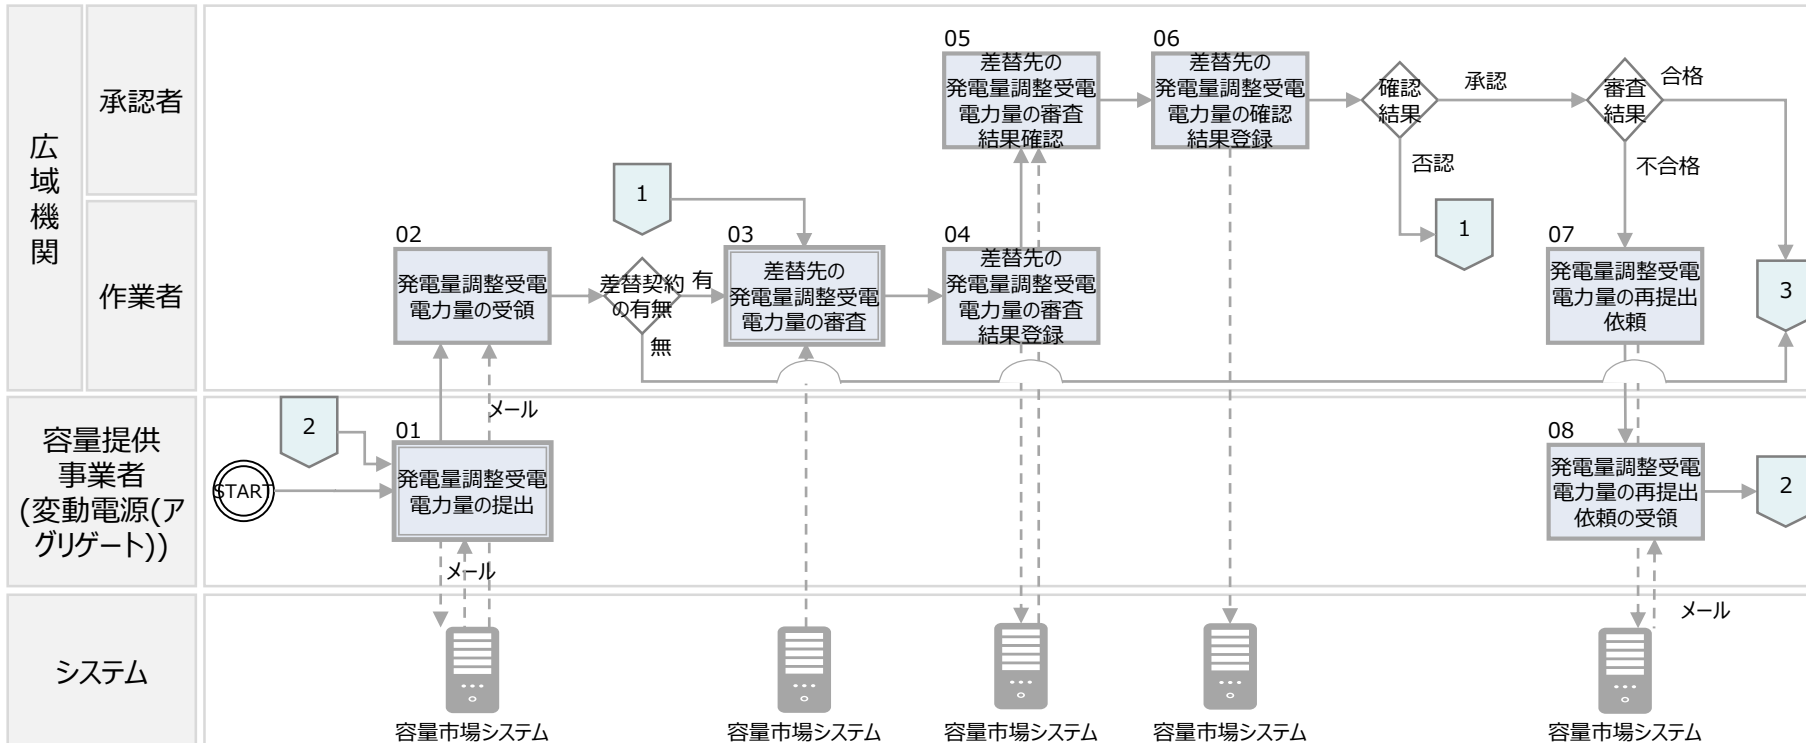 広域機関
承認者
作業者
容量提供
事業者
(変動電源(ア
グリゲート))
システム
START
2
01
発電量調整受電
電力量の提出
メール
メール
02
発電量調整受電
電力量の受領
差替契約
の有無
有
無
1
03
差替先の
発電量調整受電
電力量の審査
04
差替先の
発電量調整受電
電力量の審査
結果登録
05
差替先の
発電量調整受電
電力量の審査
結果確認
06
差替先の
発電量調整受電
電力量の確認
結果登録
確認
結果
承認
否認
1
審査
結果
合格
不合格
3
07
発電量調整受電
電力量の再提出
依頼
08
発電量調整受電
電力量の再提出
依頼の受領
2
メール
容量市場システム
容量市場システム
容量市場システム
容量市場システム
容量市場システム